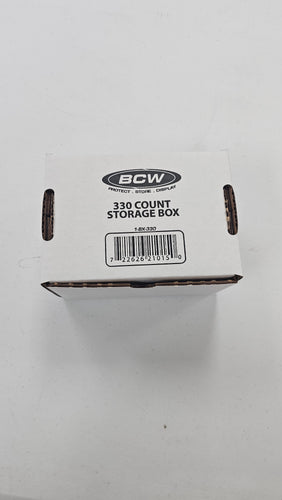 BCW
PROTECT . STORE . DISPLAY
330 COUNT
STORAGE BOX
1-BX-330
7 22626 21015 0